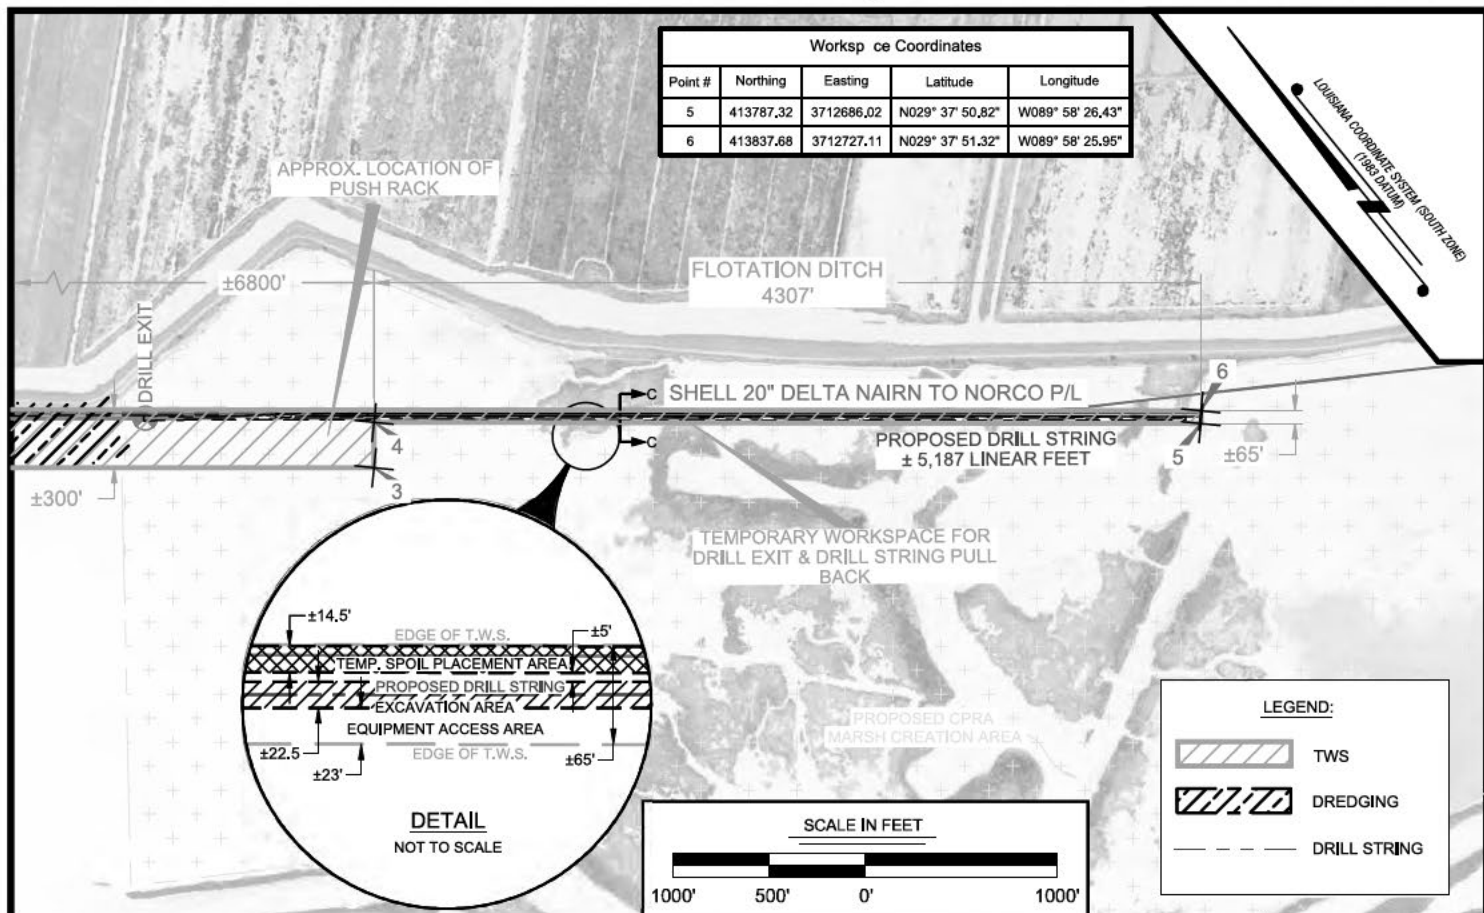 Worksp ce Coordinates
Point # Northing Easting Latitude Longitude
5 413787.32 3712686.02 N029° 37' 50.82" W089° 58' 26.43"
6 413837.68 3712727.11 N029° 37' 51.32" W089° 58' 25.95"
LOUISIANA COORDINATE SYSTEM (SOUTH ZONE)
(1983 DATUM)
APPROX. LOCATION OF
PUSH RACK
±6800'
FLOTATION DITCH
4307'
DRILL EXIT
C
SHELL 20" DELTA NAIRN TO NORCO P/L
6
C
PROPOSED DRILL STRING
± 5,187 LINEAR FEET
4
5
±65'
3
±300'
TEMPORARY WORKSPACE FOR
DRILL EXIT & DRILL STRING PULL
BACK
±14.5'
EDGE OF T.W.S.
±5'
TEMP. SPOIL PLACEMENT AREA
PROPOSED DRILL STRING
EXCAVATION AREA
EQUIPMENT ACCESS AREA
±22.5
EDGE OF T.W.S.
±65'
±23'
DETAIL
NOT TO SCALE
PROPOSED CPRA
MARSH CREATION AREA
LEGEND:
TWS
DREDGING
DRILL STRING
SCALE IN FEET
1000' 500' 0' 1000'